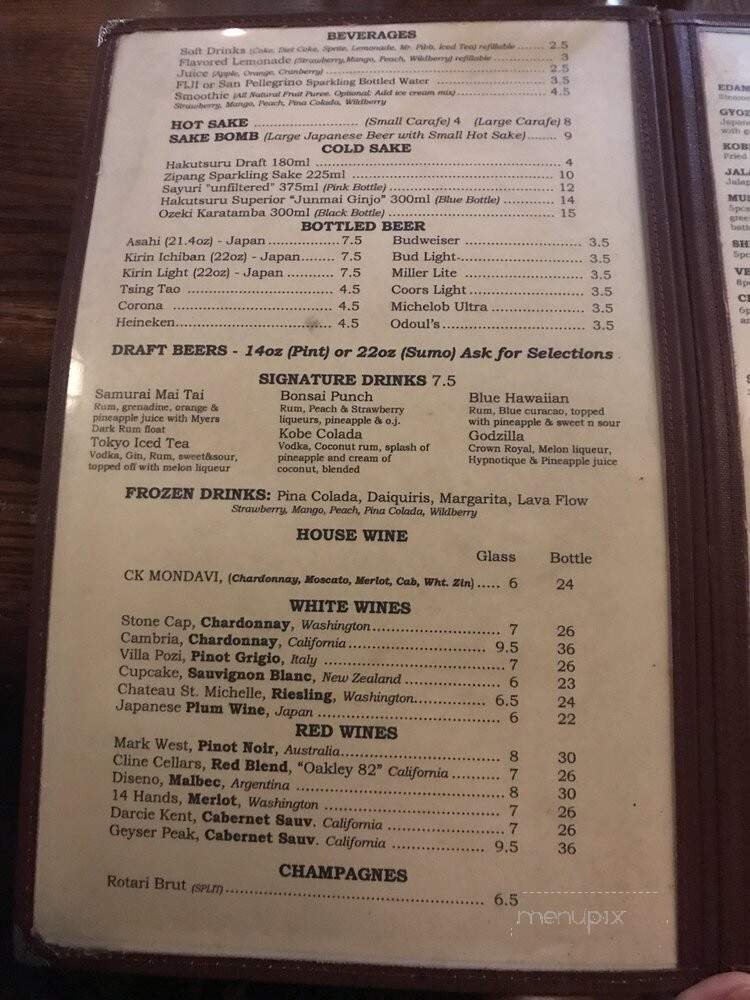 BEVERAGES
Soft Drinks (Coke, Diet Coke, Sprite, Lemonade, Mr. Pibb, Iced Tea) refillable ........ 2.5
Flavored Lemonade (Strawberry,Mango, Peach, Wildberry) refillable .................... 3
Juice (Apple, Orange, Cranberry) ........................................ 2.5
FIJI or San Pellegrino Sparkling Bottled Water .......................... 3.5
Smoothie (All Natural Fruit Puree. Optional: Add ice cream mix) ........................ 4.5
Strawberry, Mango, Peach, Pina Colada, Wildberry
HOT SAKE ........................ (Small Carafe) 4 (Large Carafe) 8
SAKE BOMB (Large Japanese Beer with Small Hot Sake)........ 9
COLD SAKE
Hakutsuru Draft 180ml ........................................ 4
Zipang Sparkling Sake 225ml ........................................ 10
Sayuri "unfiltered" 375ml (Pink Bottle) .............................. 12
Hakutsuru Superior "Junmai Ginjo" 300ml (Blue Bottle) .............. 14
Ozeki Karatamba 300ml (Black Bottle) .............................. 15
BOTTLED BEER
Asahi (21.4oz) - Japan .................. 7.5 Budweiser ........................ 3.5
Kirin Ichiban (22oz) - Japan........ 7.5 Bud Light-........................ 3.5
Kirin Light (22oz) - Japan .......... 7.5 Miller Lite ........................ 3.5
Tsing Tao ........................ 4.5 Coors Light ........................ 3.5
Corona ........................ 4.5 Michelob Ultra .................. 3.5
Heineken........................ 4.5 Odoul's ........................ 3.5
DRAFT BEERS - 14oz (Pint) or 22oz (Sumo) Ask for Selections .
SIGNATURE DRINKS 7.5
Samurai Mai Tai
Rum, grenadine, orange &
pineapple juice with Myers
Dark Rum float
Tokyo Iced Tea
Vodka, Gin, Rum, sweet&sour,
topped off with melon liqueur
Bonsai Punch
Rum, Peach & Strawberry
liqueurs, pineapple & o.j.
Kobe Colada
Vodka, Coconut rum, splash of
pineapple and cream of
coconut, blended
Blue Hawaiian
Rum, Blue curacao, topped
with pineapple & sweet n sour
Godzilla
Crown Royal, Melon liqueur,
Hypnotique & Pineapple juice
FROZEN DRINKS: Pina Colada, Daiquiris, Margarita, Lava Flow
Strawberry, Mango, Peach, Pina Colada, Wildberry
HOUSE WINE
Glass Bottle
CK MONDAVI, (Chardonnay, Moscato, Merlot, Cab, Wht. Zin) ..... 6 24
WHITE WINES
Stone Cap, Chardonnay, Washington........................ 7 26
Cambria, Chardonnay, California........................ 9.5 36
Villa Pozi, Pinot Grigio, Italy ........................ 7 26
Cupcake, Sauvignon Blanc, New Zealand .................. 6 23
Chateau St. Michelle, Riesling, Washington.............. 6.5 24
Japanese Plum Wine, Japan ........................ 6 22
RED WINES
Mark West, Pinot Noir, Australia........................ 8 30
Cline Cellars, Red Blend, "Oakley 82" California .......... 7 26
Diseno, Malbec, Argentina ........................ 8 30
14 Hands, Merlot, Washington ........................ 7 26
Darcie Kent, Cabernet Sauv. California .................. 7 26
Geyser Peak, Cabernet Sauv. California .................. 9.5 36
CHAMPAGNES
Rotari Brut (SPLIT)........................................ 6.5
menupix
EDAM
GYOZ
KOBE
JALA
Jalap
5pcs